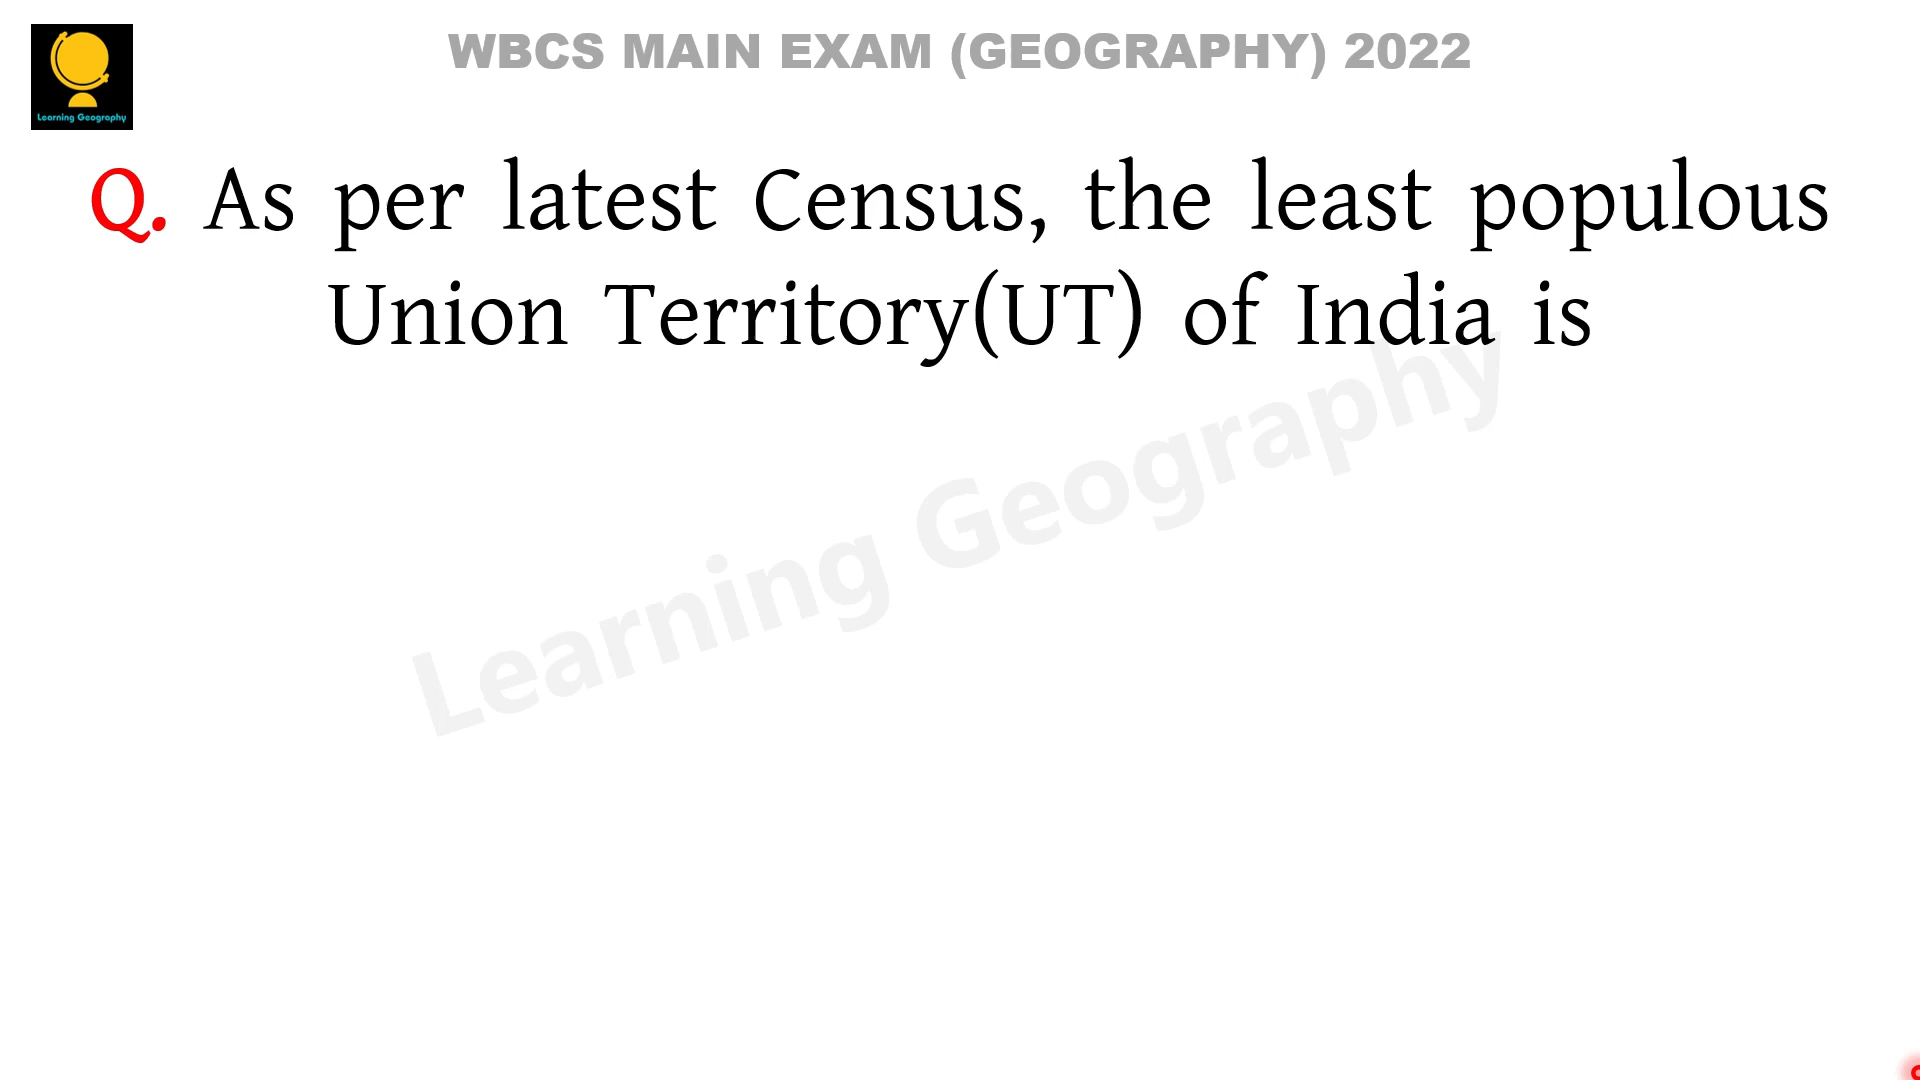 WBCS MAIN EXAM (GEOGRAPHY) 2022
Learning Geography
Q. As per latest Census, the least populous
Union Territory(UT) of India is
Learning Geography